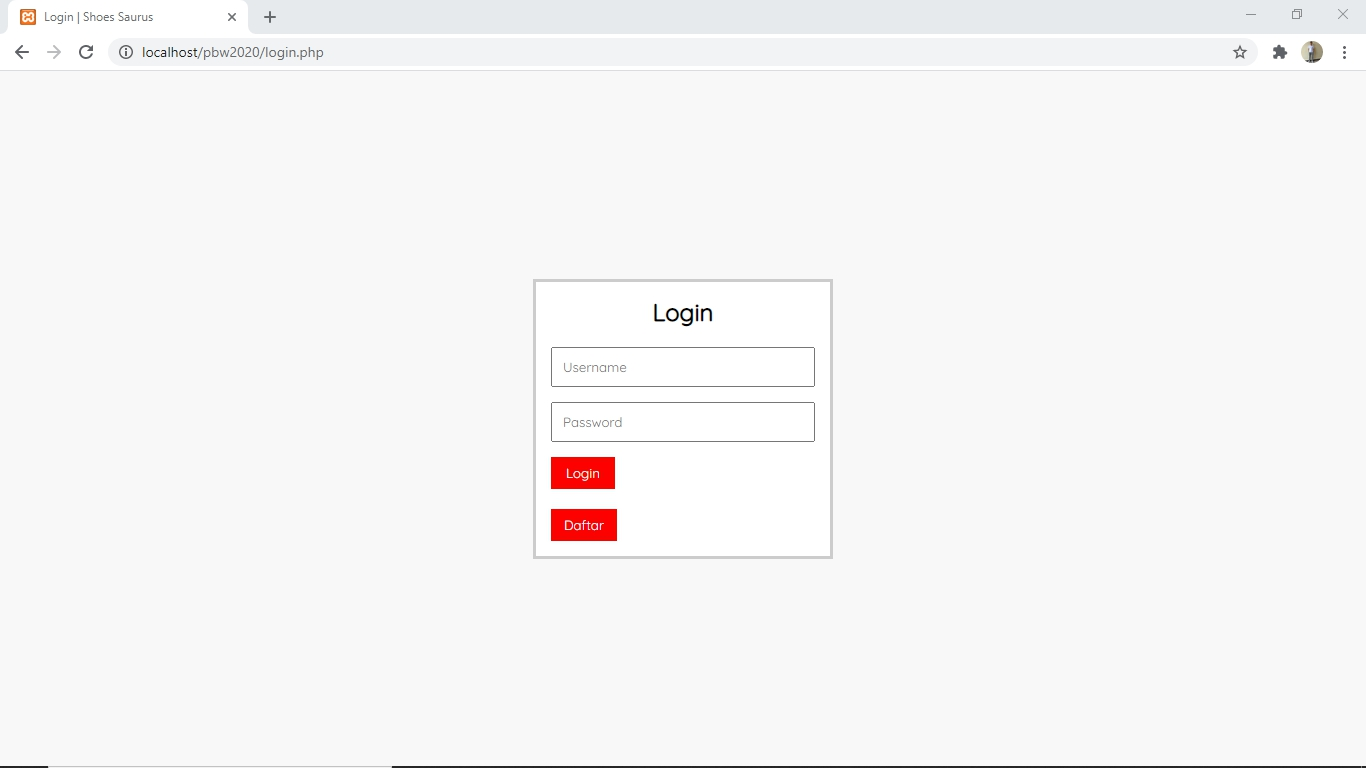 Login | Shoes Saurus
localhost/pbw2020/login.php
Login
Username
Password
Login
Daftar